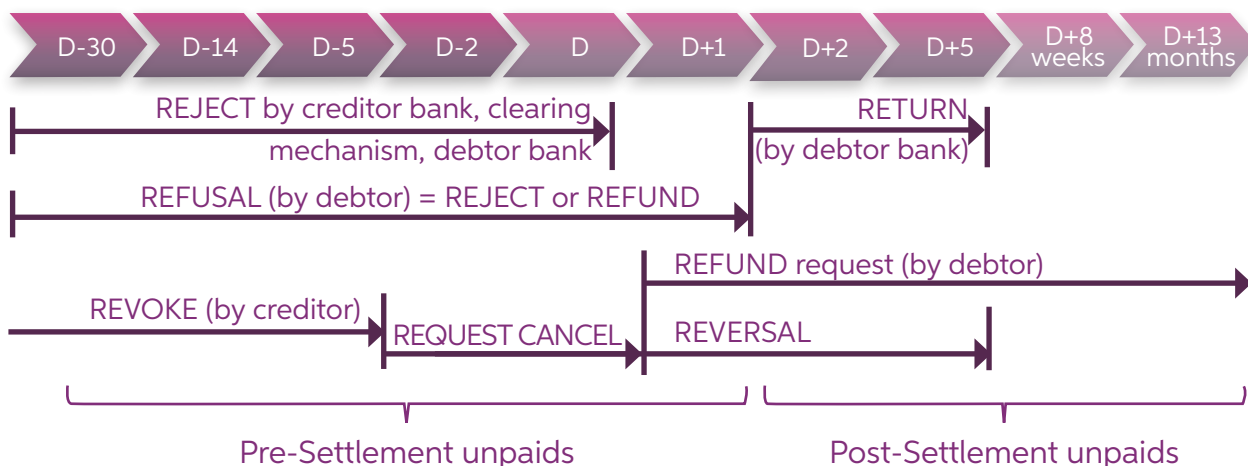 D-30 D-14 D-5 D-2 D D+1 D+2 D+5 D+8 weeks D+13 months
REJECT by creditor bank, clearing
mechanism, debtor bank
RETURN
(by debtor bank)
REFUSAL (by debtor) = REJECT or REFUND
REFUND request (by debtor)
REVOKE (by creditor)
REQUEST CANCEL
REVERSAL
Pre-Settlement unpaids
Post-Settlement unpaids